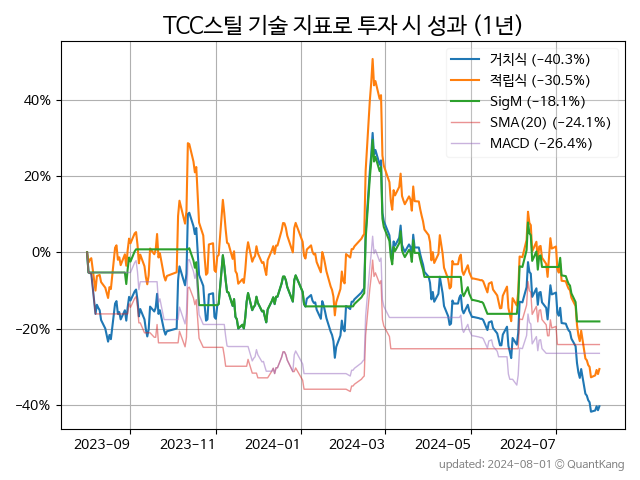 TCC스틸 기술 지표로 투자 시 성과 (1년)
거치식 (−40.3%)
적립식 (−30.5%)
SigM (−18.1%)
SMA(20) (−24.1%)
MACD (−26.4%)
40%
20%
0%
−20%
−40%
2023-09 2023-11 2024-01 2024-03 2024-05 2024-07
updated: 2024-08-01 © QuantKang